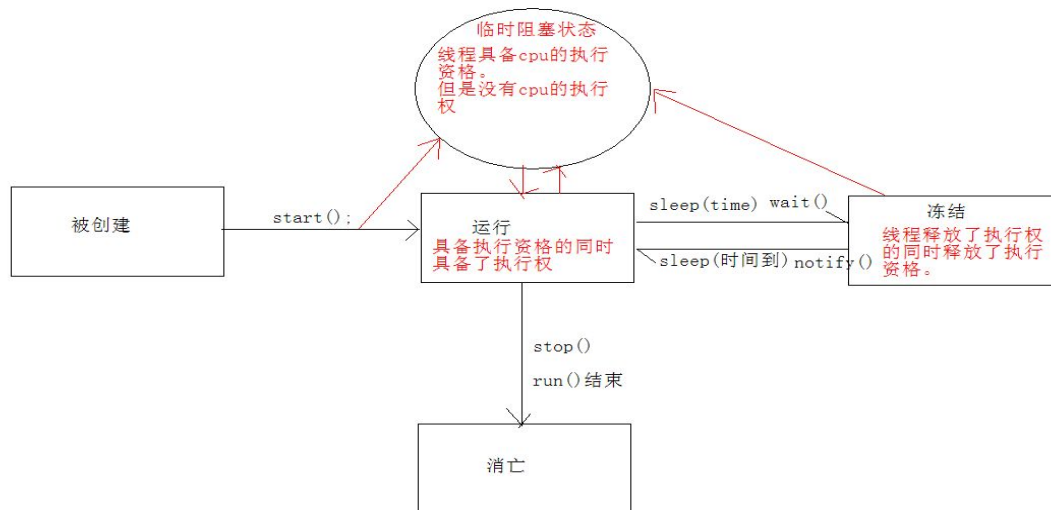 临时阻塞状态
线程具备cpu的执行
资格。
但是没有cpu的执行
权
被创建
start();
运行
具备执行资格的同时
具备了执行权
sleep(time) wait()
sleep(时间到)notify()
冻结
线程释放了执行权
的同时释放了执行
资格。
stop()
run()结束
消亡